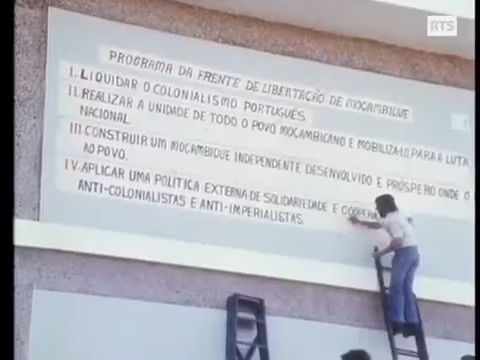 RTS
PROGRAMA DA FRENTE DE LIBERTAÇÃO DE MOÇAMBIQUE
I. LIQUIDAR O COLONIALISMO PORTUGUÊS
II. REALIZAR A UNIDADE DE TODO O POVO MOÇAMBICANO E MOBILIZA-LO PARA A LUTA
NACIONAL.
III. CONSTRUIR UM MOÇAMBIQUE INDEPENDENTE DESENVOLVIDO E PRÓSPERO ONDE O
AO POVO.
IV. APLICAR UMA POLÍTICA EXTERNA DE SOLIDARIEDADE E
ANTI-COLONIALISTAS E ANTI-IMPERIALISTAS.